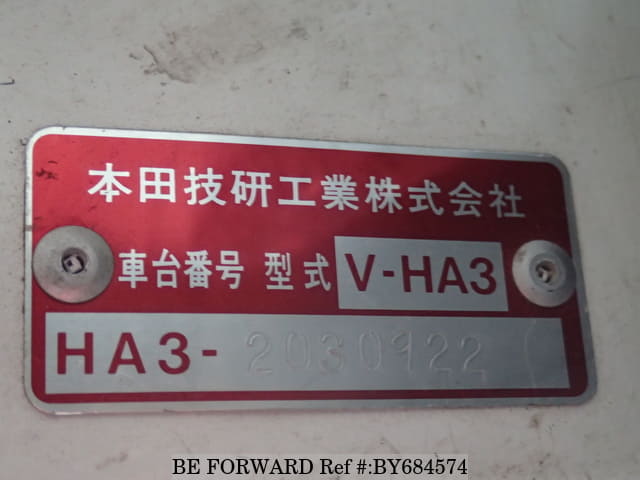 本田技研工業株式会社
車台番号 型式 V-HA3
HA3-2030922
BE FORWARD Ref #:BY684574